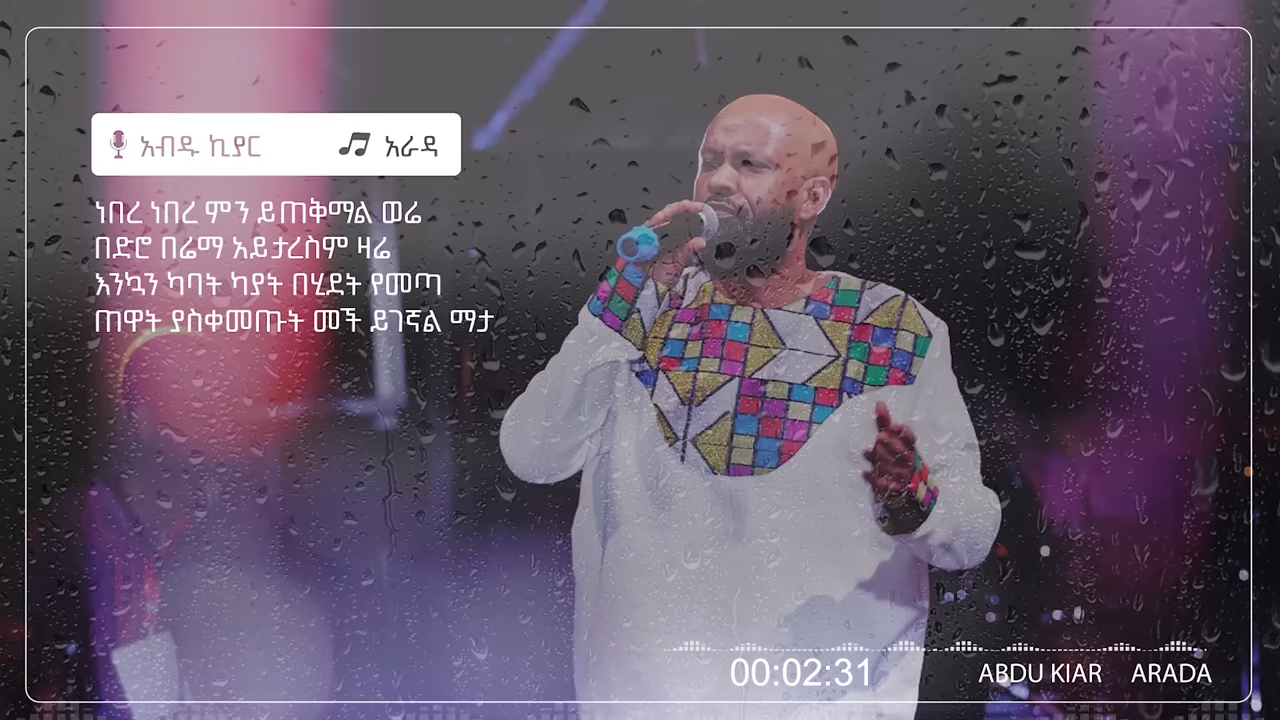 አብዱ ኪያር አራዳ
ነበረ ነበረ ምን ይጠቅማል ወሬ
በድሮ በሬማ አይታረስም ዛሬ
እንኳን ካባት ካያት በሂደት የመጣ
ጠዋት ያስቀመጡት መች ይገኛል ማታ
00:02:31 ABDU KIAR ARADA